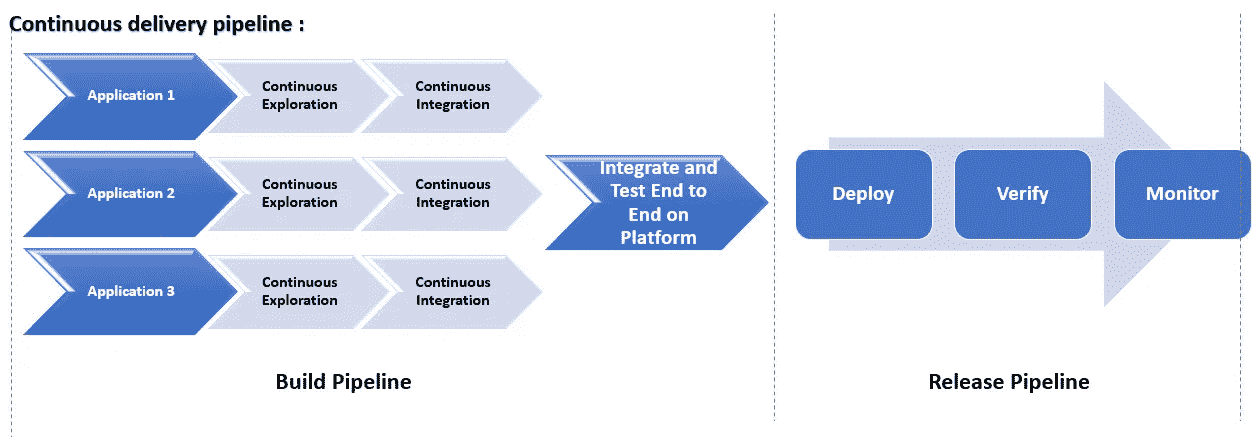 Continuous delivery pipeline :
Application 1
Continuous
Exploration
Continuous
Integration
Application 2
Continuous
Exploration
Continuous
Integration
Application 3
Continuous
Exploration
Continuous
Integration
Integrate and
Test End to
End on
Platform
Build Pipeline
Deploy
Verify
Monitor
Release Pipeline